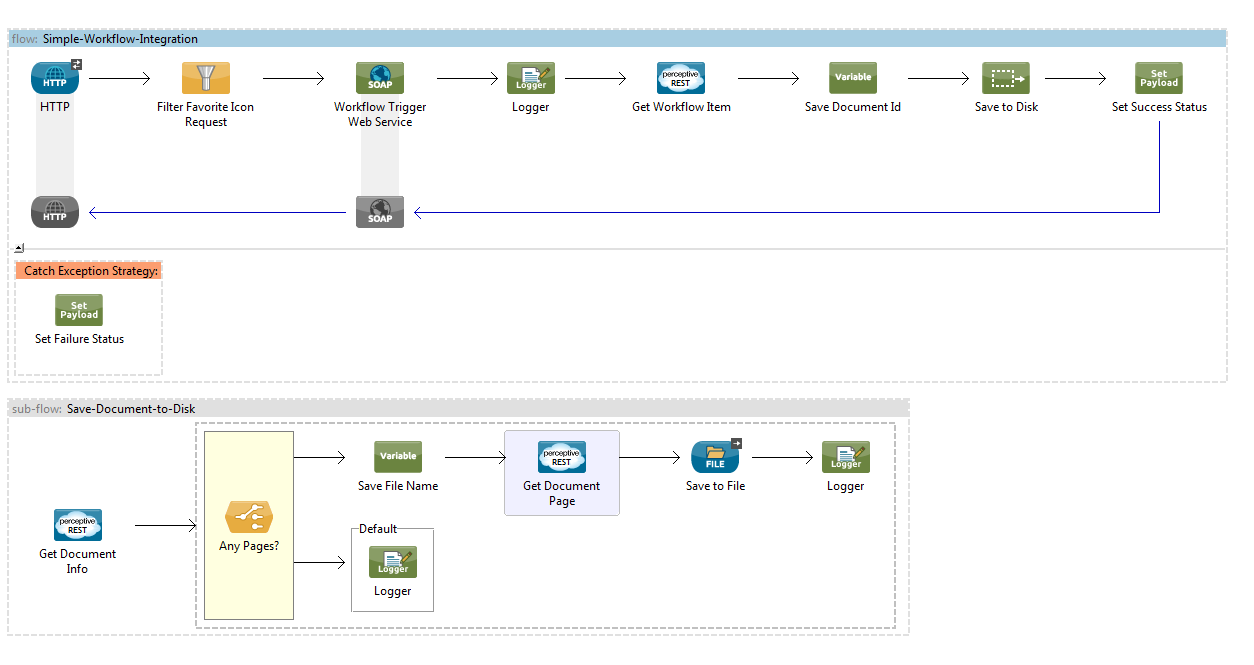 flow: Simple-Workflow-Integration
HTTP
HTTP
Filter Favorite Icon
Request
SOAP
Workflow Trigger
Web Service
Logger
Logger
perceptive
REST
Get Workflow Item
Variable
Save Document Id
Save to Disk
Set
Payload
Set Success Status
HTTP
SOAP
Catch Exception Strategy:
Set
Payload
Set Failure Status
sub-flow: Save-Document-to-Disk
perceptive
REST
Get Document
Info
Any Pages?
Variable
Save File Name
perceptive
REST
Get Document
Page
FILE
Save to File
Logger
Logger
Default
Logger
Logger